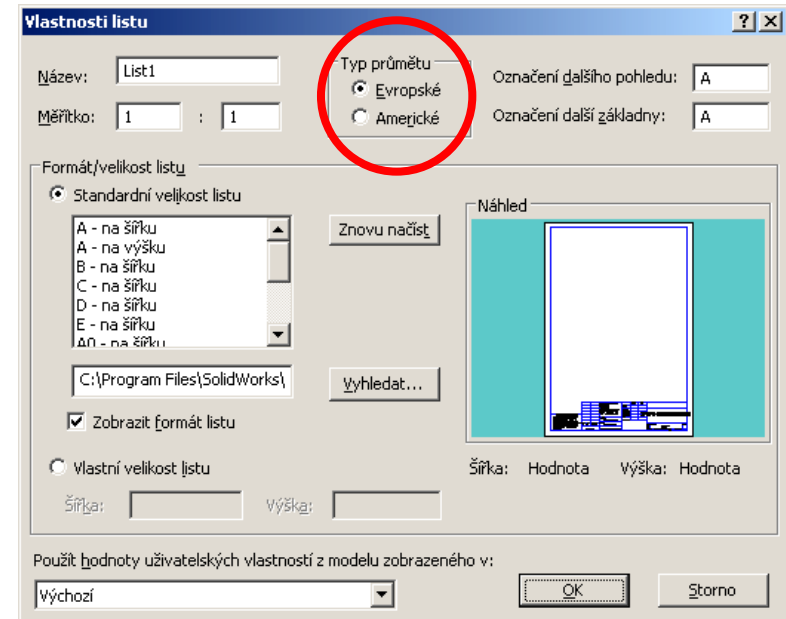 Vlastnosti listu
Název: List1
Měřítko: 1 : 1
Typ průmětu
Evropské
Americké
Označení dalšího pohledu: A
Označení další základny: A
Formát/velikost listu
Standardní velikost listu
A - na šířku
A - na výšku
B - na šířku
C - na šířku
D - na šířku
E - na šířku
A0 - na šířku
Znovu načíst
C:\Program Files\SolidWorks\
Vyhledat...
Zobrazit formát listu
Vlastní velikost listu
Šířka: Výška:
Náhled
Šířka: Hodnota Výška: Hodnota
Použít hodnoty uživatelských vlastností z modelu zobrazeného v:
Výchozí
OK
Storno